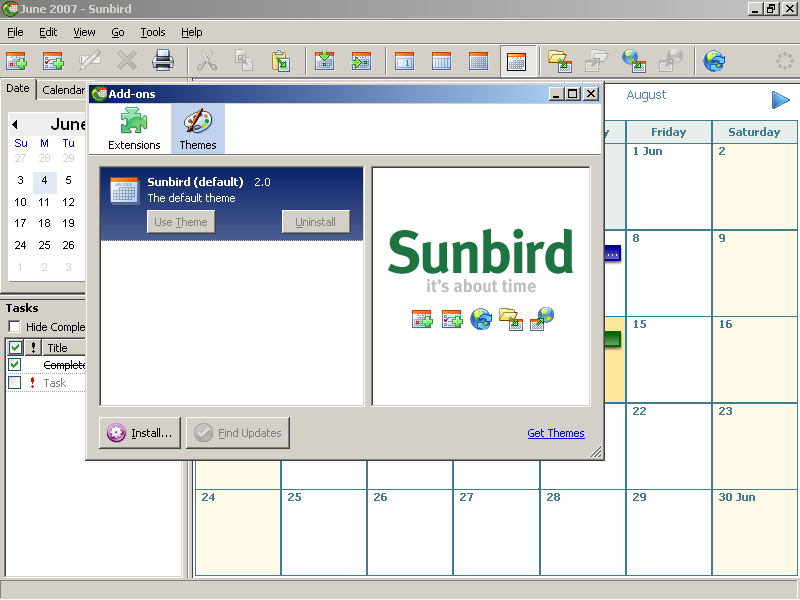 June 2007 - Sunbird
File Edit View Go Tools Help
Date Calendar
June
Su M Tu
27 28 29
3 4 5
10 11 12
17 18 19
24 25 26
1 2 3
Tasks
Hide Comple
! Title
Complete
! Task
Add-ons
Extensions Themes
Sunbird (default) 2.0
The default theme
Use Theme Uninstall
Sunbird
it's about time
Install... Find Updates Get Themes
August
y Friday Saturday
1 Jun 2
8 9
...
15 16
22 23
24 25 26 27 28 29 30 Jun